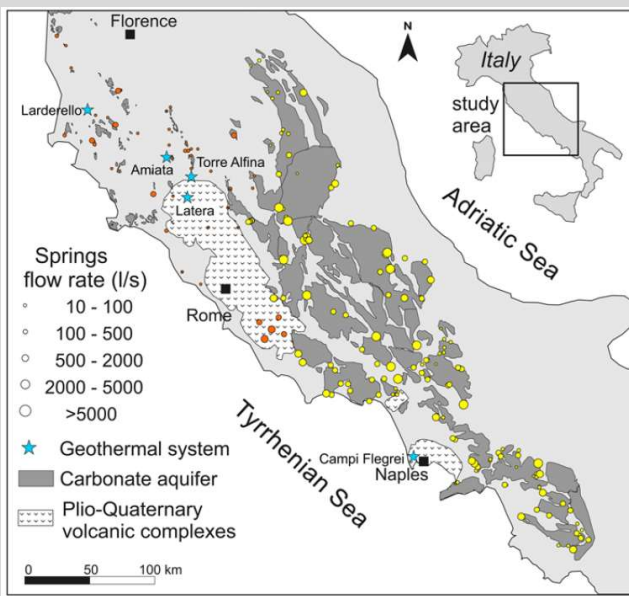 Florence
N
Italy
study
area
Larderello
Amiata
Torre Alfina
Latera
Adriatic Sea
Springs
flow rate (l/s)
10 - 100
100 - 500
500 - 2000
2000 - 5000
>5000
Rome
Geothermal system
Carbonate aquifer
Plio-Quaternary
volcanic complexes
Tyrrhenian Sea
Campi Flegrei
Naples
0 50 100 km